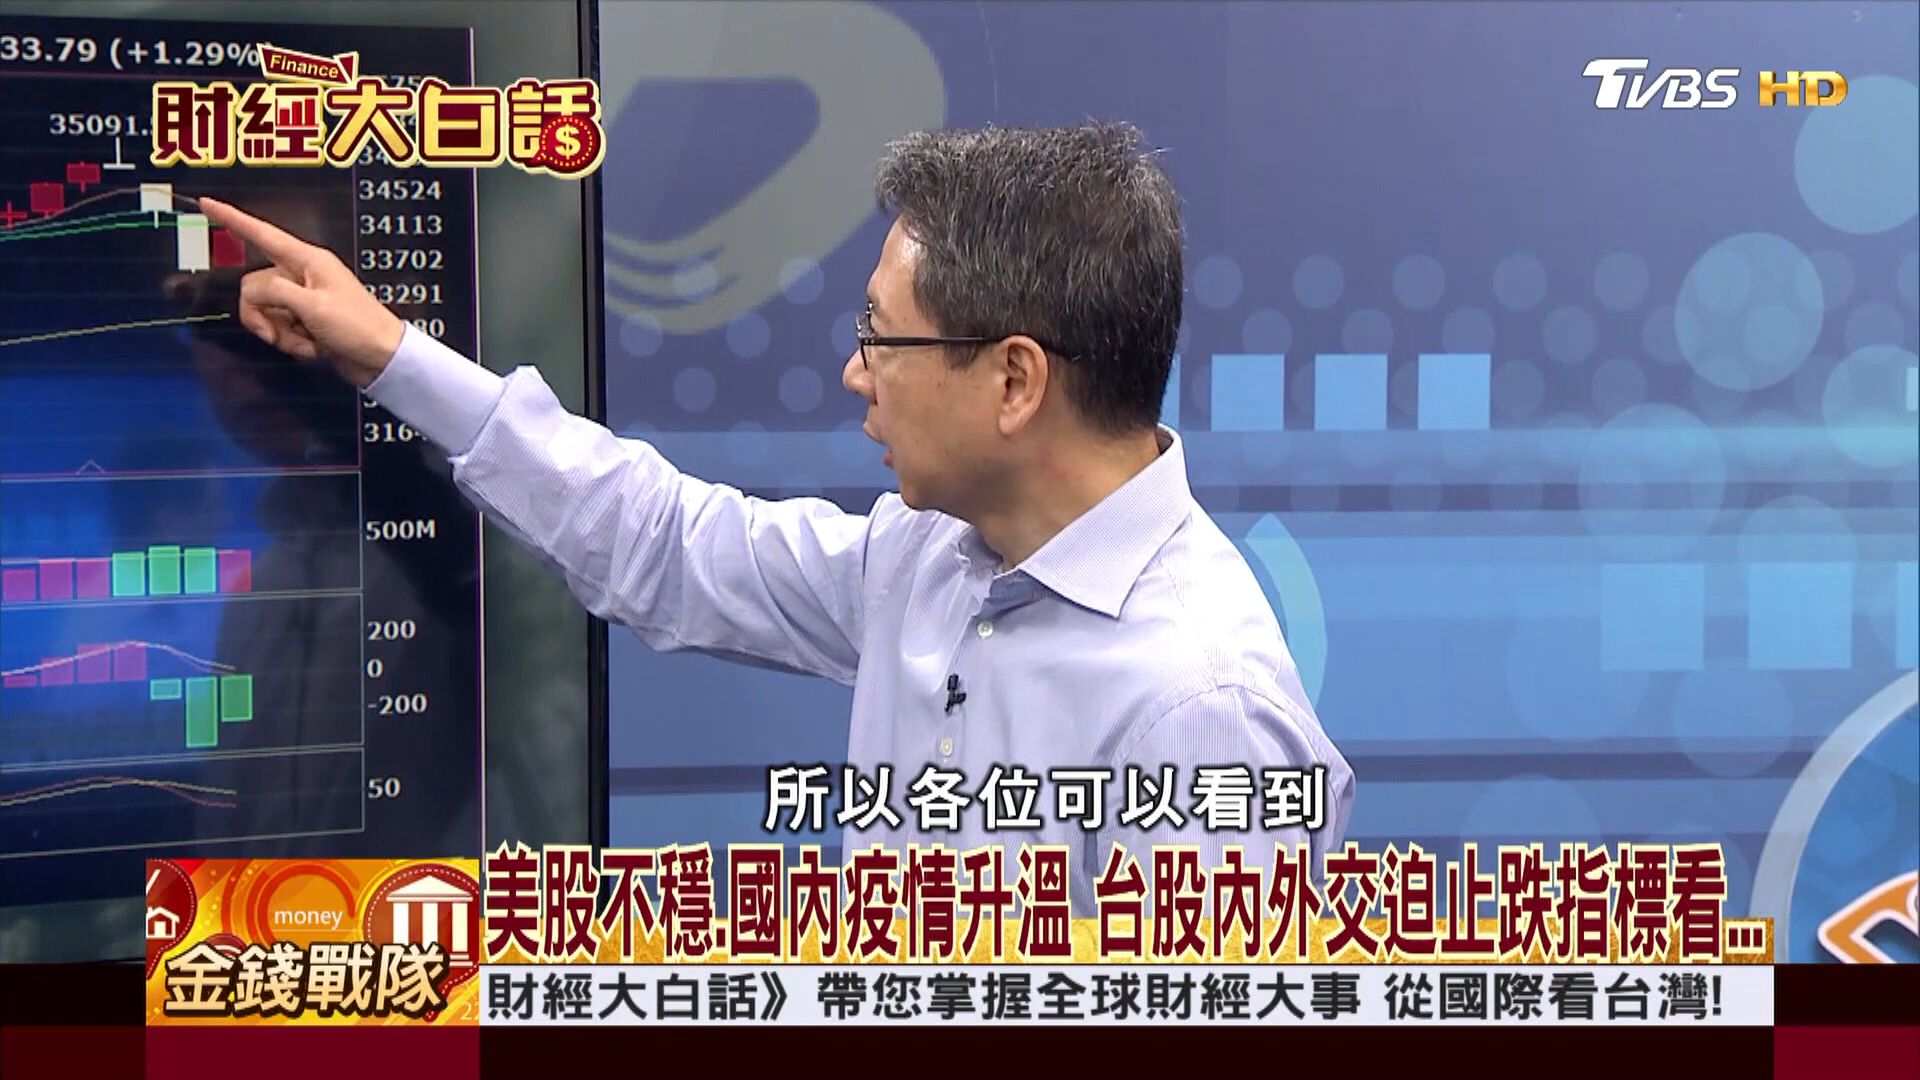 33.79 (+1.29%
Finance
財經大白話
$
TVBS HD
35091.
34524
34113
33702
33291
500M
200
0
-200
50
所以各位可以看到
美股不穩.國內疫情升溫 台股內外交迫止跌指標看...
money
金錢戰隊
財經大白話》帶您掌握全球財經大事 從國際看台灣!